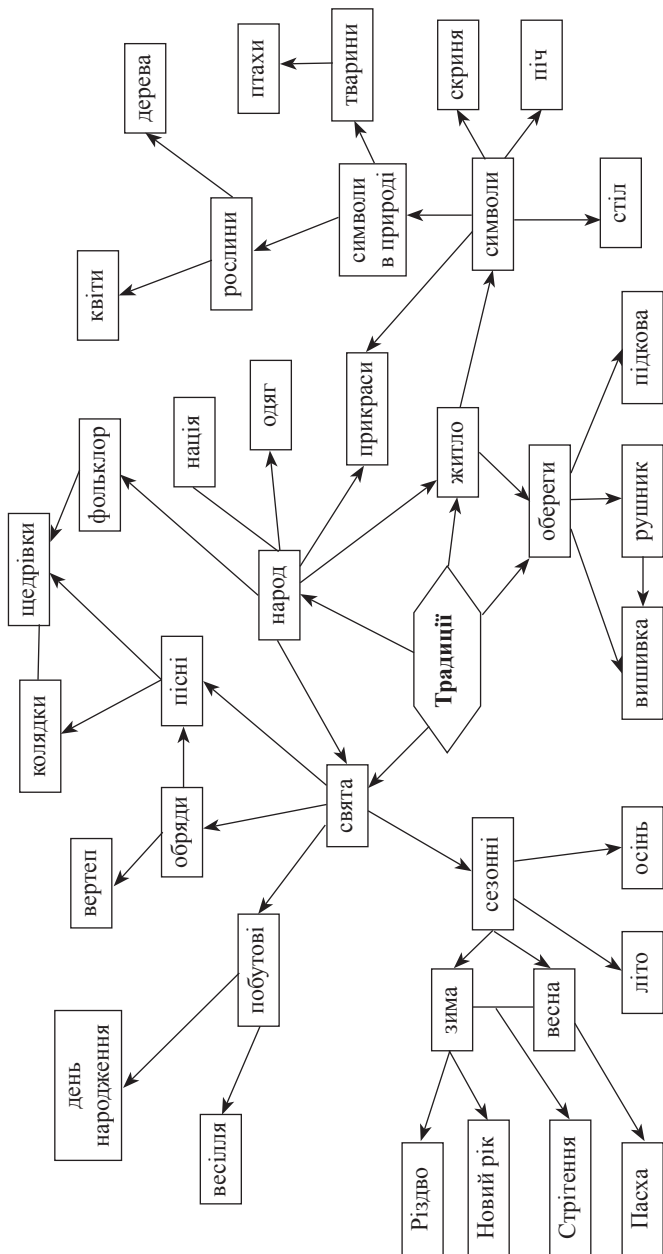 день
народження
вертеп
колядки
щедрівки
фольклор
квіти
дерева
птахи
весілля
побутові
обряди
пісні
нація
одяг
рослини
тварини
народ
прикраси
символи
в природі
скриня
свята
Традиції
житло
символи
піч
Різдво
зима
сезонні
обереги
стіл
Новий рік
весна
Стрітення
Пасха
літо
осінь
вишивка
рушник
підкова